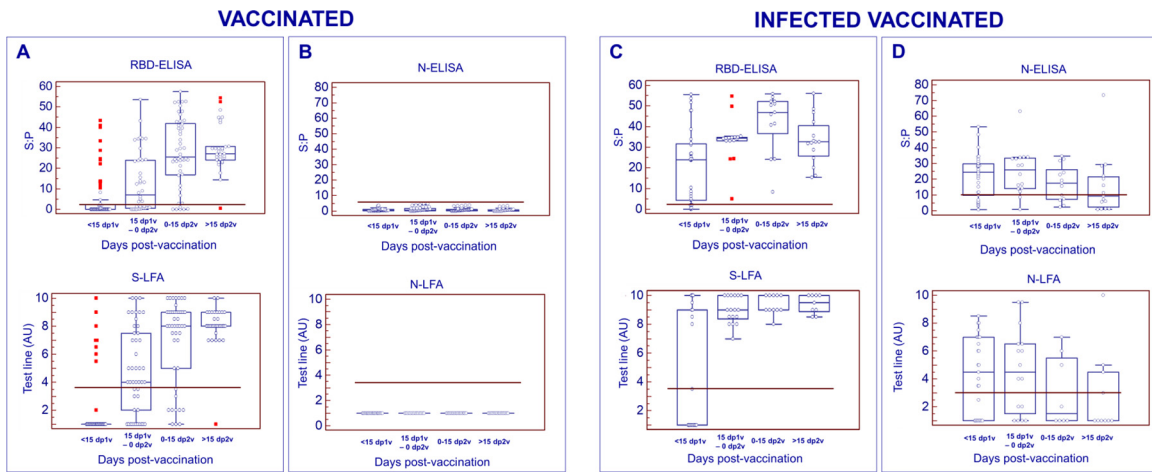 VACCINATED
A
RBD-ELISA
S:P
60
50
40
30
20
10
0
<15 dp1v
15 dp1v
– 0 dp2v
0-15 dp2v
>15 dp2v
Days post-vaccination
S-LFA
Test line (AU)
10
8
6
4
2
<15 dp1v
15 dp1v
– 0 dp2v
0-15 dp2v
>15 dp2v
Days post-vaccination
B
N-ELISA
S:P
80
70
60
50
40
30
20
10
0
<15 dp1v
15 dp1v
– 0 dp2v
0-15 dp2v
>15 dp2v
Days post-vaccination
N-LFA
Test line (AU)
10
8
6
4
2
0
<15 dp1v
15 dp1v
– 0 dp2v
0-15 dp2v
>15 dp2v
Days post-vaccination
INFECTED VACCINATED
C
RBD-ELISA
S:P
60
50
40
30
20
10
0
<15 dp1v
15 dp1v
– 0 dp2v
0-15 dp2v
>15 dp2v
Days post-vaccination
S-LFA
Test line (AU)
10
8
6
4
2
<15 dp1v
15 dp1v
– 0 dp2v
0-15 dp2v
>15 dp2v
Days post-vaccination
D
N-ELISA
S:P
80
70
60
50
40
30
20
10
0
<15 dp1v
15 dp1v
– 0 dp2v
0-15 dp2v
>15 dp2v
Days post-vaccination
N-LFA
Test line (AU)
10
8
6
4
2
<15 dp1v
15 dp1v
– 0 dp2v
0-15 dp2v
>15 dp2v
Days post-vaccination